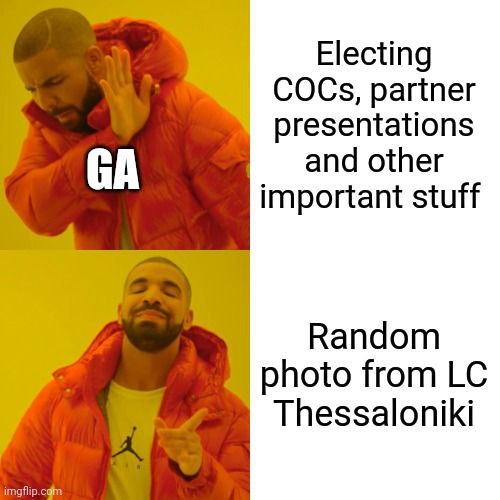 Electing
COCs, partner
presentations
and other
important stuff
GA
Random
photo from LC
Thessaloniki
imgflip.com